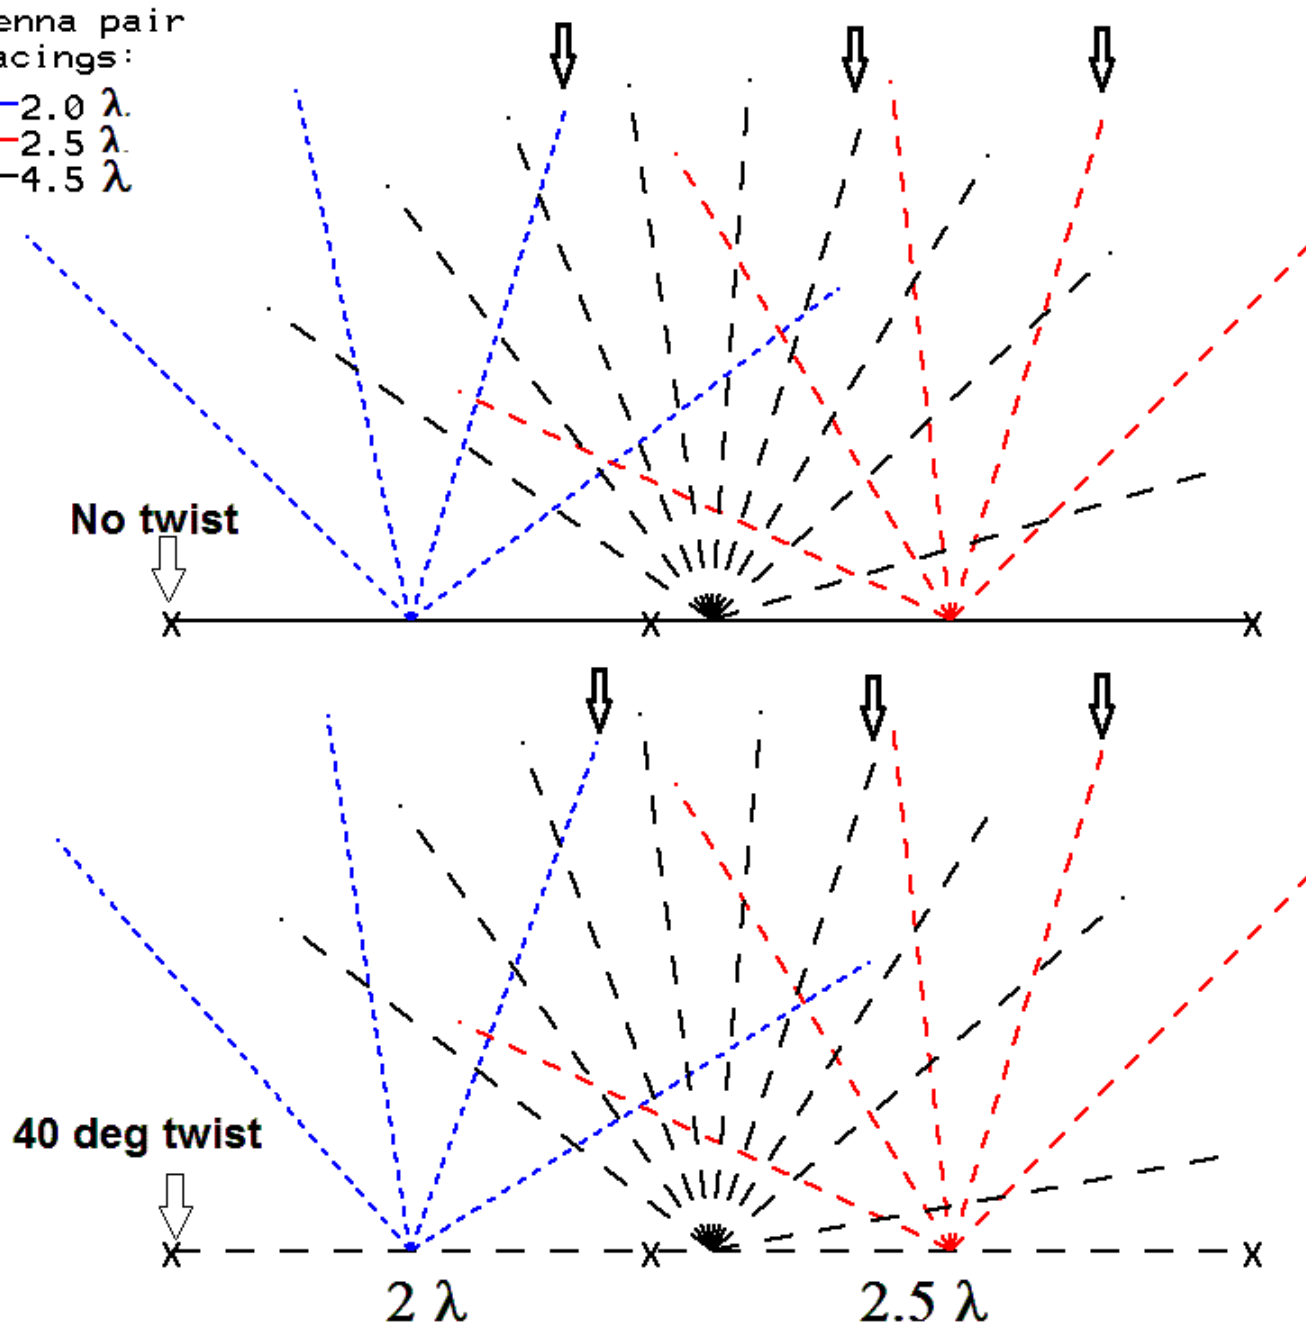 enna pair
acings:
2.0 λ
2.5 λ
4.5 λ
No twist
X X X
40 deg twist
X X X
2 λ 2.5 λ